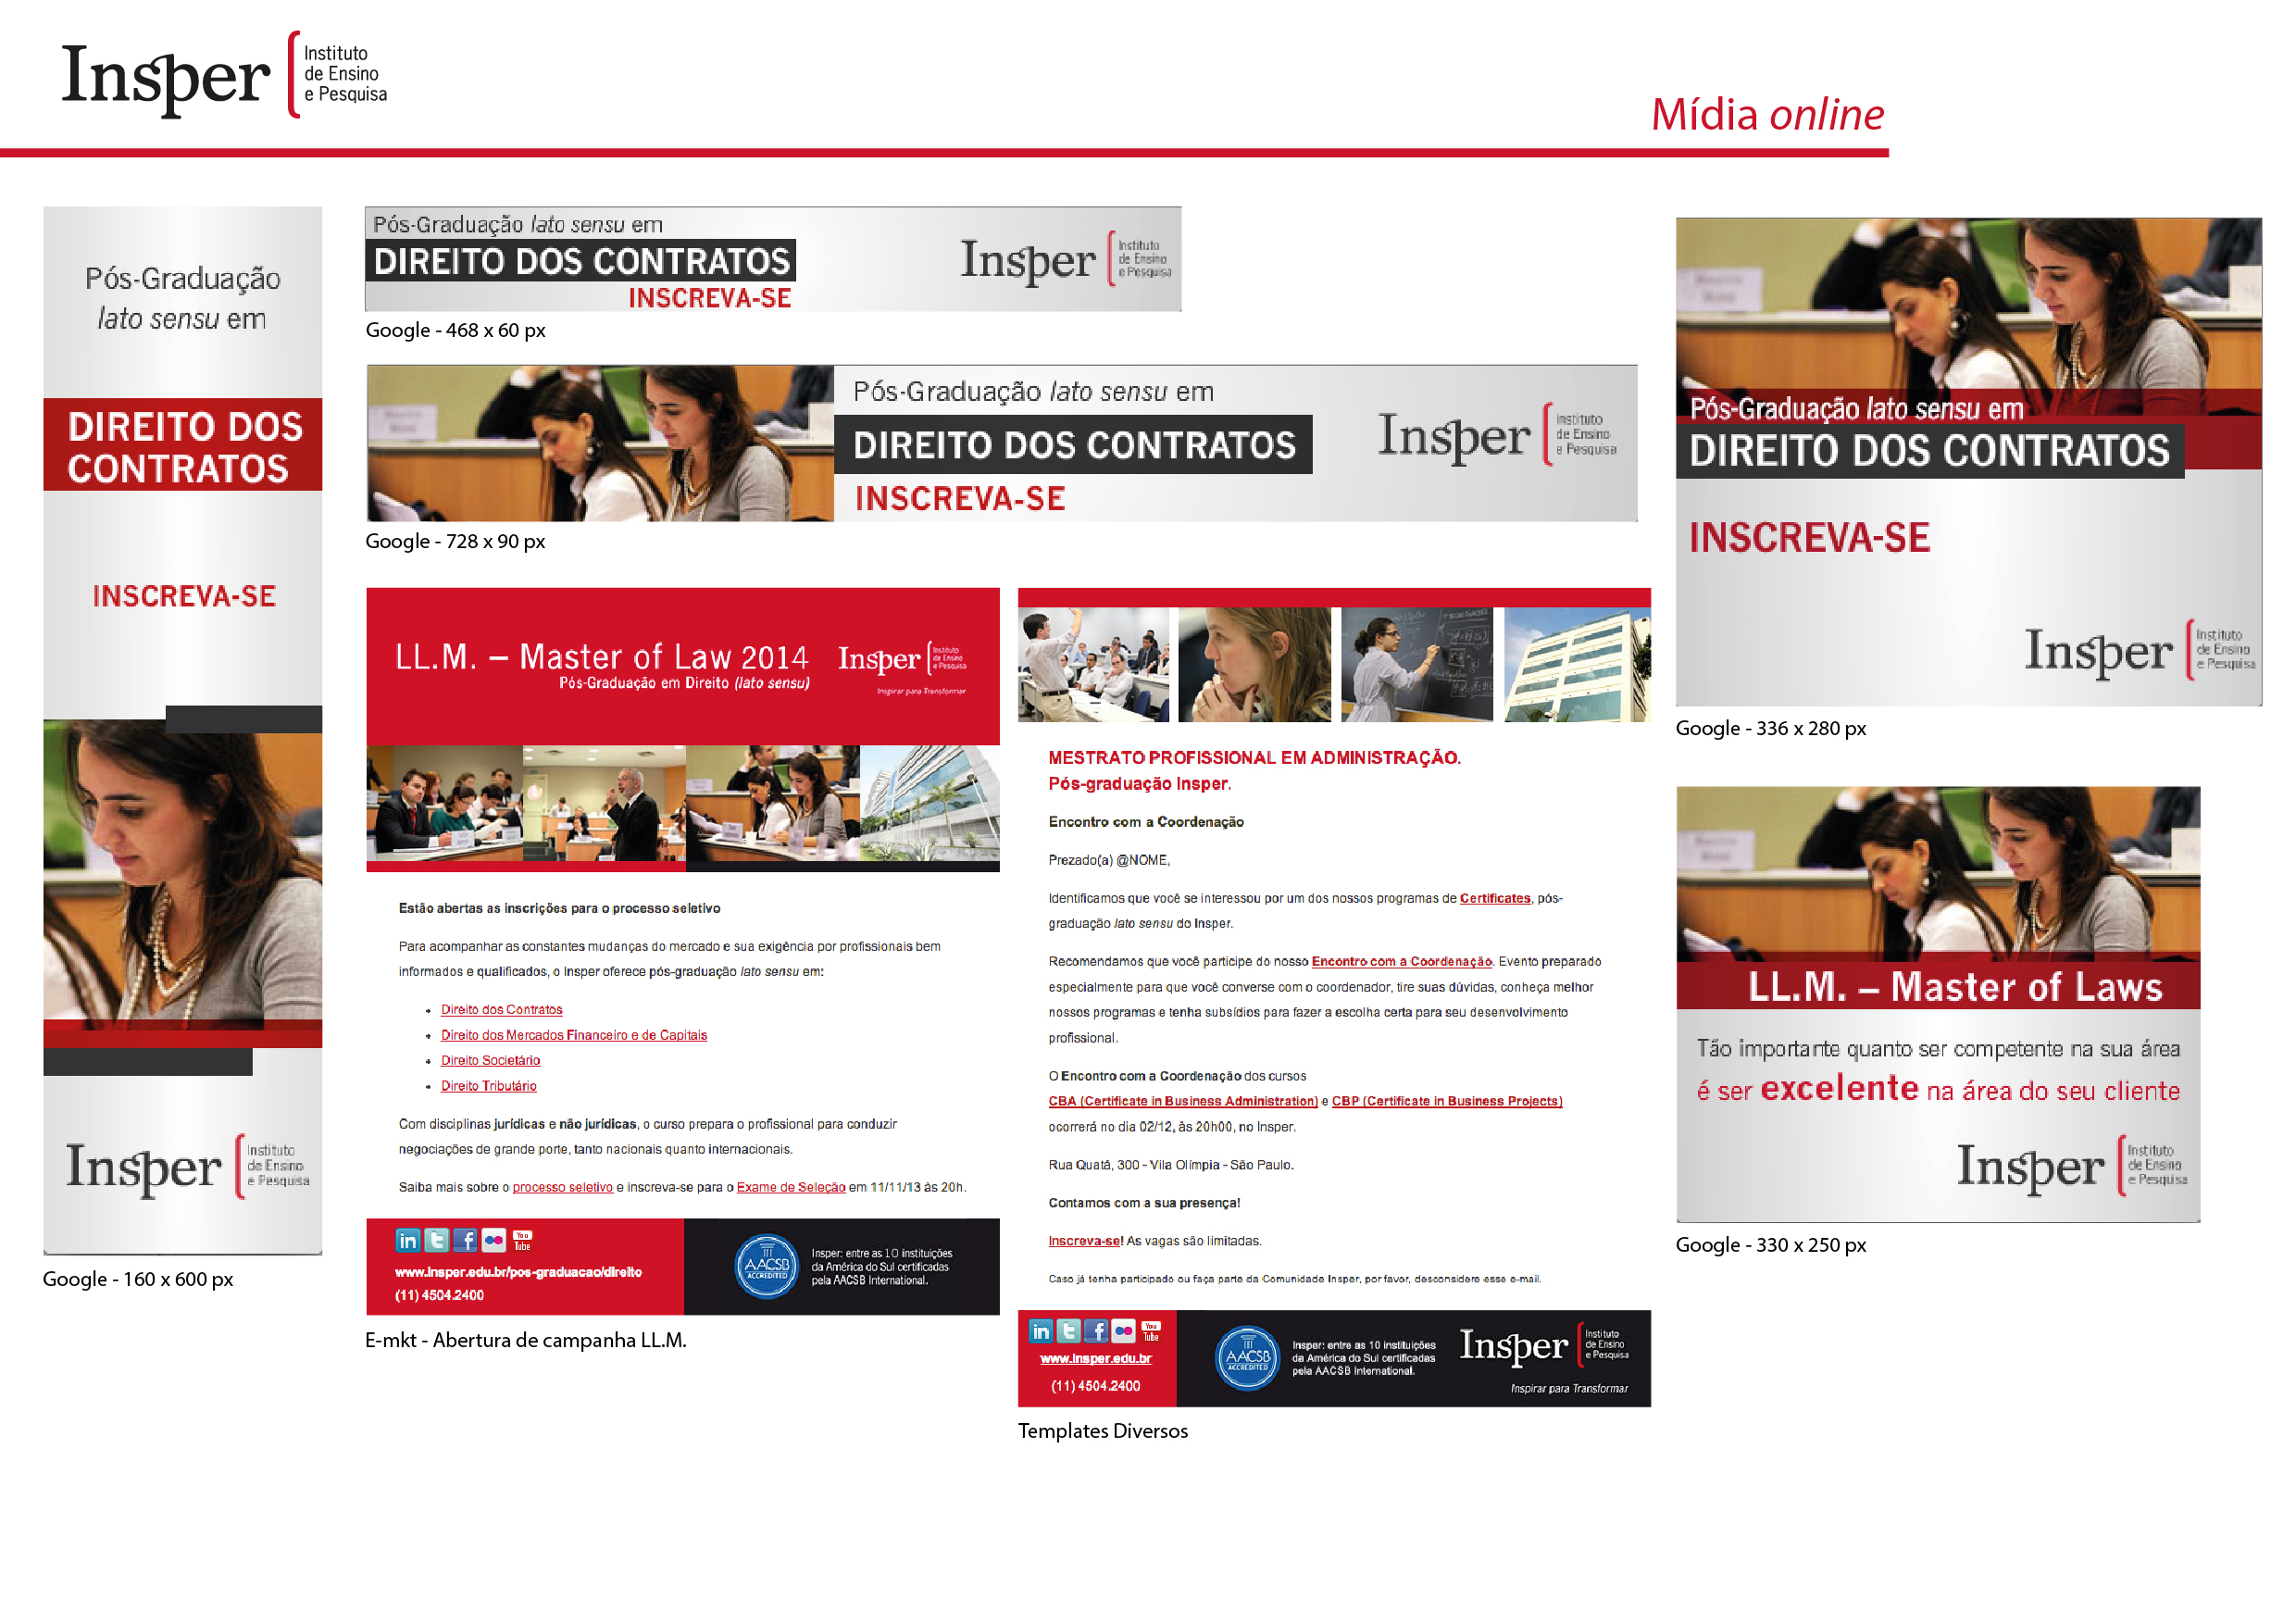 Insper
Instituto
de Ensino
e Pesquisa
Mídia online
Pós-Graduação
lato sensu em
DIREITO DOS
CONTRATOS
INSCREVA-SE
Insper
Instituto
de Ensino
e Pesquisa
Google - 160 x 600 px
Pós-Graduação lato sensu em
DIREITO DOS CONTRATOS
INSCREVA-SE
Insper
Instituto
de Ensino
e Pesquisa
Google - 468 x 60 px
Pós-Graduação lato sensu em
DIREITO DOS CONTRATOS
INSCREVA-SE
Insper
Instituto
de Ensino
e Pesquisa
Google - 728 x 90 px
LL.M. – Master of Law 2014
Pós-Graduação em Direito (lato sensu)
Insper
Instituto
de Ensino
e Pesquisa
Inspirar para Transformar
Estão abertas as inscrições para o processo seletivo
Para acompanhar as constantes mudanças do mercado e sua exigência por profissionais bem
informados e qualificados, o Insper oferece pós-graduação lato sensu em:
• Direito dos Contratos
• Direito dos Mercados Financeiro e de Capitais
• Direito Societário
• Direito Tributário
Com disciplinas jurídicas e não jurídicas, o curso prepara o profissional para conduzir
negociações de grande porte, tanto nacionais quanto internacionais.
Saiba mais sobre o processo seletivo e inscreva-se para o Exame de Seleção em 11/11/13 às 20h.
in t f You Tube
www.insper.edu.br/pos-graduacao/direito
(11) 4504.2400
AACSB
ACCREDITED
Insper: entre as 10 instituições
da América do Sul certificadas
pela AACSB International.
E-mkt - Abertura de campanha LL.M.
MESTRATO PROFISSIONAL EM ADMINISTRAÇÃO.
Pós-graduação Insper.
Encontro com a Coordenação
Prezado(a) @NOME,
Identificamos que você se interessou por um dos nossos programas de Certificates, pós-
graduação lato sensu do Insper.
Recomendamos que você participe do nosso Encontro com a Coordenação. Evento preparado
especialmente para que você converse com o coordenador, tire suas dúvidas, conheça melhor
nossos programas e tenha subsídios para fazer a escolha certa para seu desenvolvimento
profissional.
O Encontro com a Coordenação dos cursos
CBA (Certificate in Business Administration) e CBP (Certificate in Business Projects)
ocorrerá no dia 02/12, às 20h00, no Insper.
Rua Quatá, 300 - Vila Olímpia - São Paulo.
Contamos com a sua presença!
Inscreva-se! As vagas são limitadas.
Caso já tenha participado ou faça parte da Comunidade Insper, por favor, desconsidere esse e-mail.
in t f You Tube
www.insper.edu.br
(11) 4504.2400
AACSB
ACCREDITED
Insper: entre as 10 instituições
da América do Sul certificadas
pela AACSB International.
Insper
Instituto
de Ensino
e Pesquisa
Inspirar para Transformar
Templates Diversos
Pós-Graduação lato sensu em
DIREITO DOS CONTRATOS
INSCREVA-SE
Insper
Instituto
de Ensino
e Pesquisa
Google - 336 x 280 px
LL.M. – Master of Laws
Tão importante quanto ser competente na sua área
é ser excelente na área do seu cliente
Insper
Instituto
de Ensino
e Pesquisa
Google - 330 x 250 px